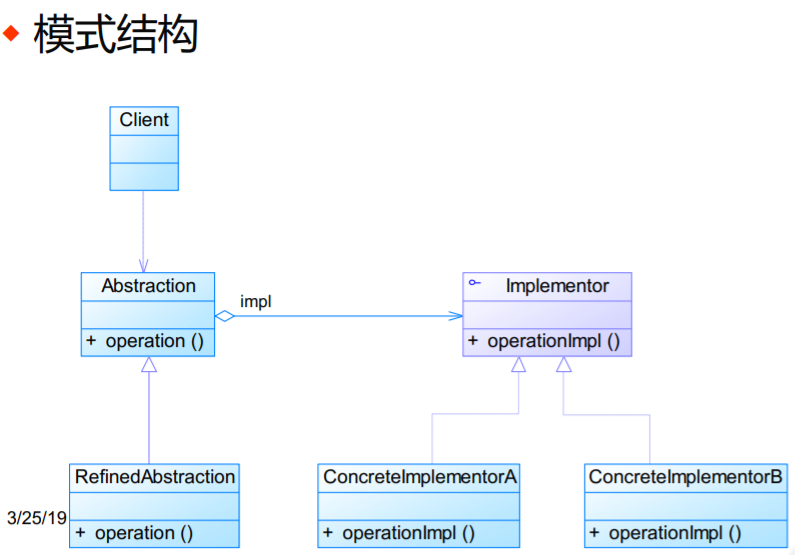 模式结构
Client
Abstraction
+ operation ()
impl
Implementor
+ operationImpl ()
RefinedAbstraction
+ operation ()
ConcreteImplementorA
+ operationImpl ()
ConcreteImplementorB
+ operationImpl ()
3/25/19